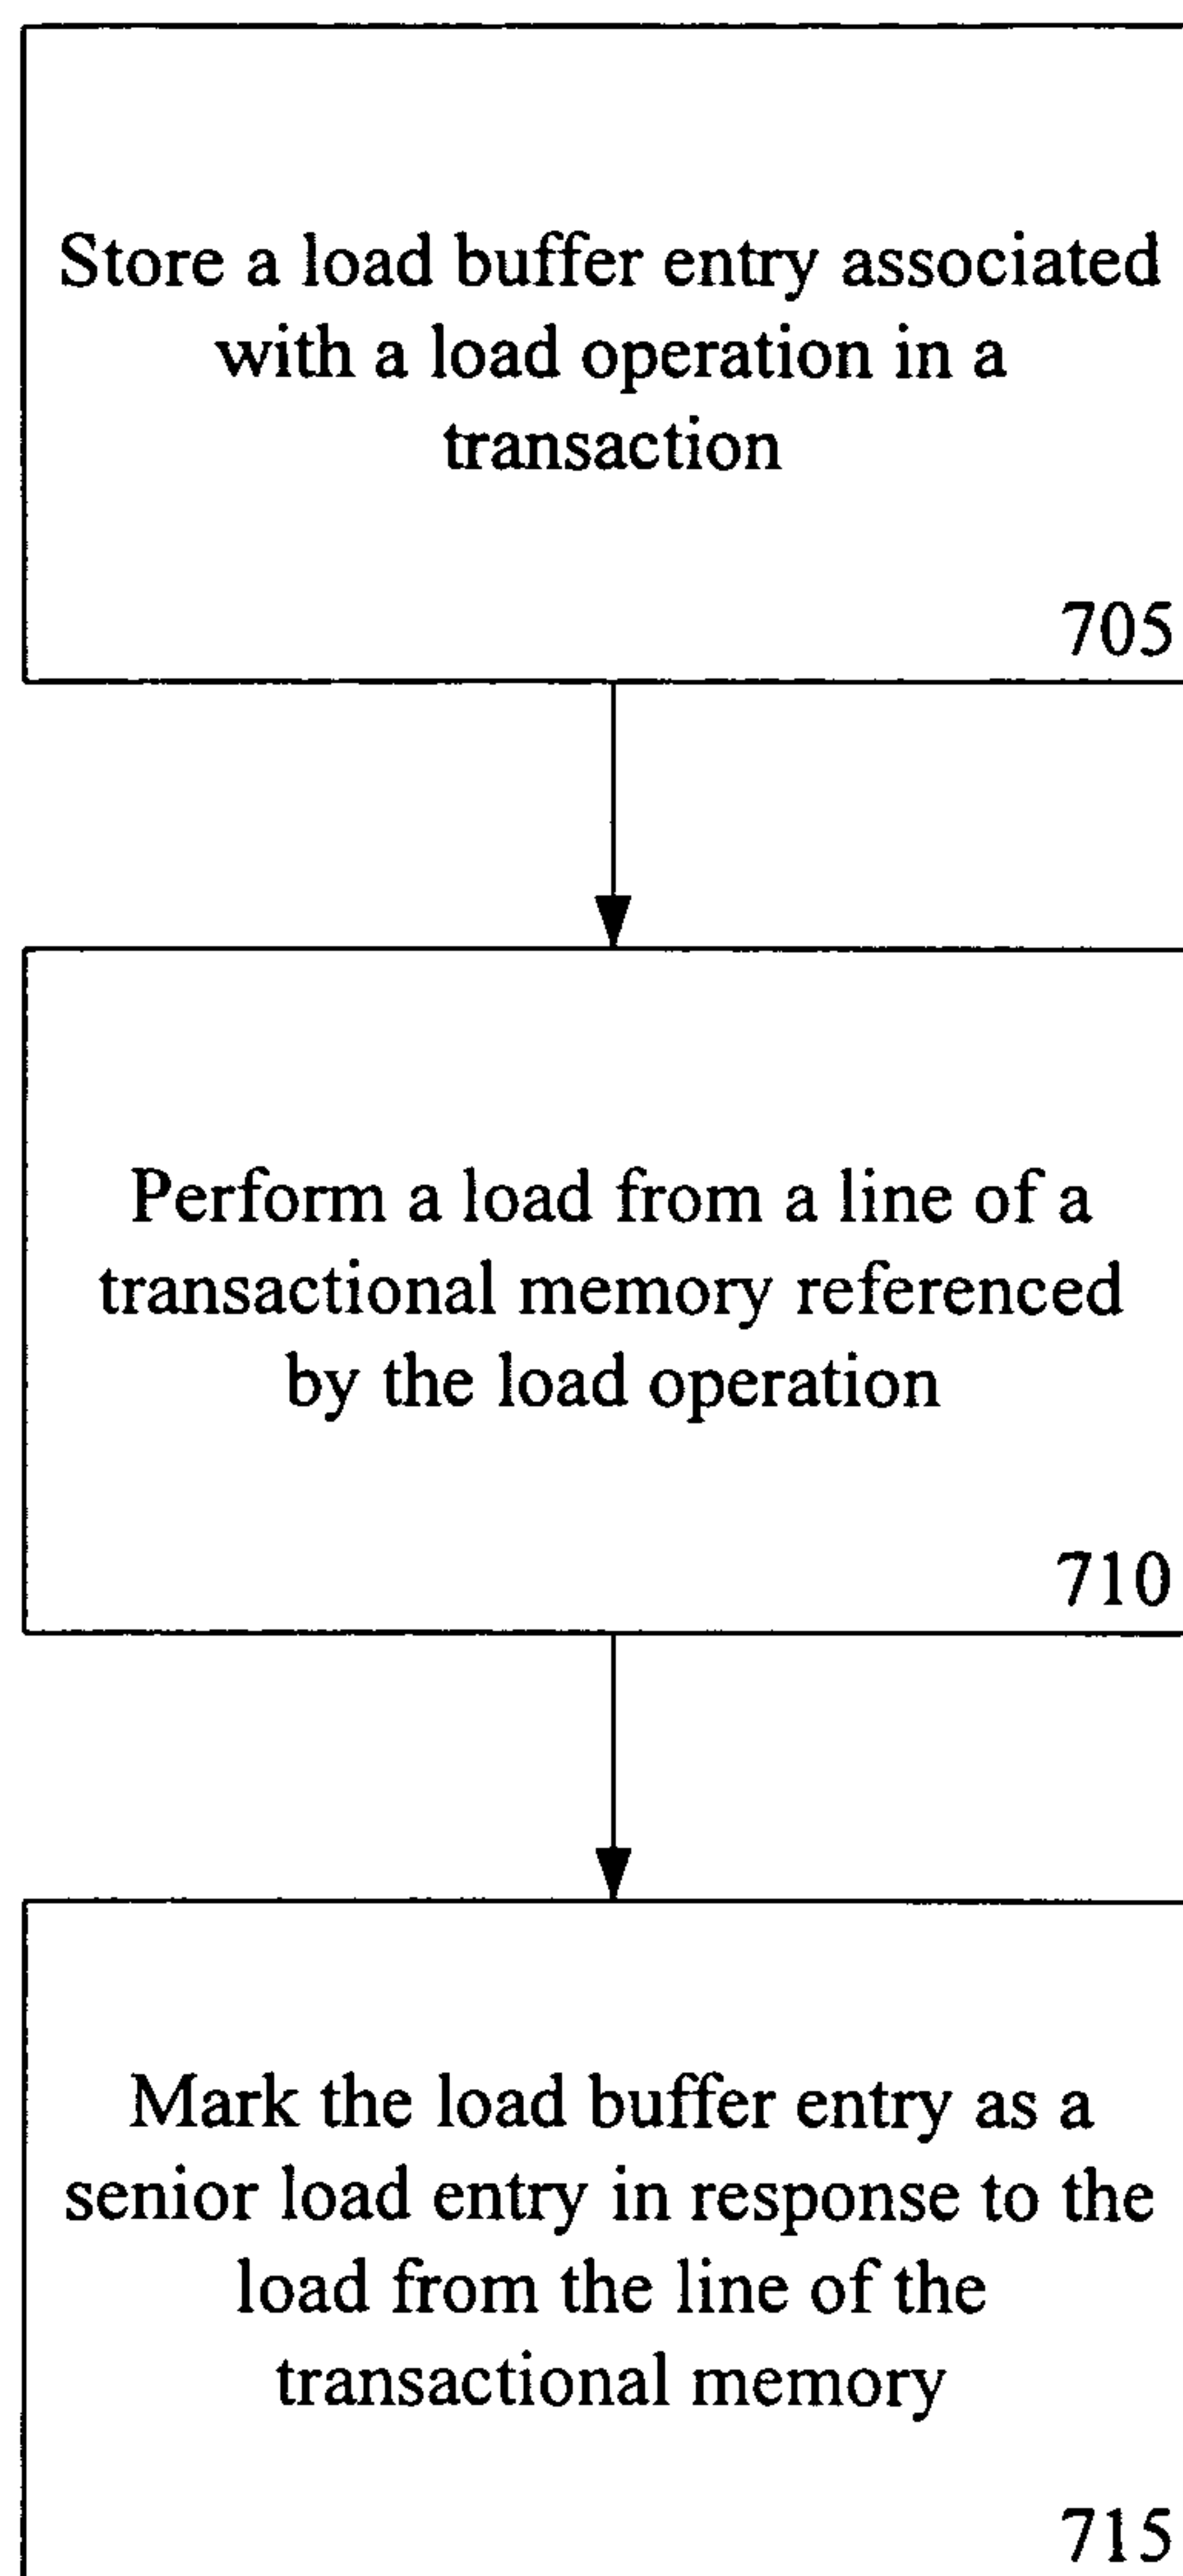 Store a load buffer entry associated
with a load operation in a
transaction
705
Perform a load from a line of a
transactional memory referenced
by the load operation
710
Mark the load buffer entry as a
senior load entry in response to the
load from the line of the
transactional memory
715